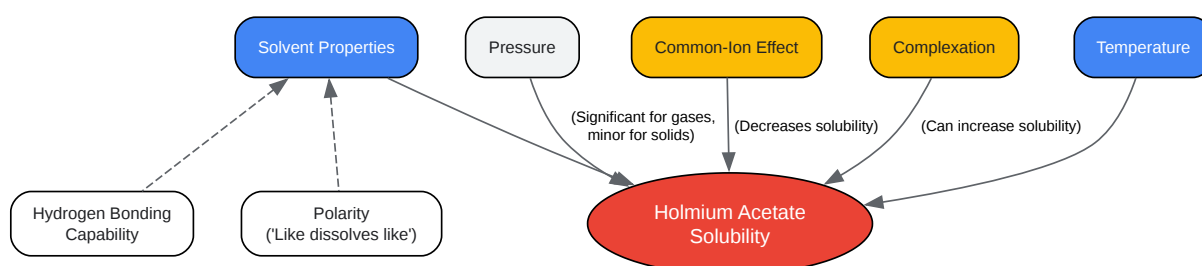 Solvent Properties
Pressure
Common-Ion Effect
Complexation
Temperature
(Significant for gases,
minor for solids)
(Decreases solubility)
(Can increase solubility)
Hydrogen Bonding
Capability
Polarity
('Like dissolves like')
Holmium Acetate
Solubility